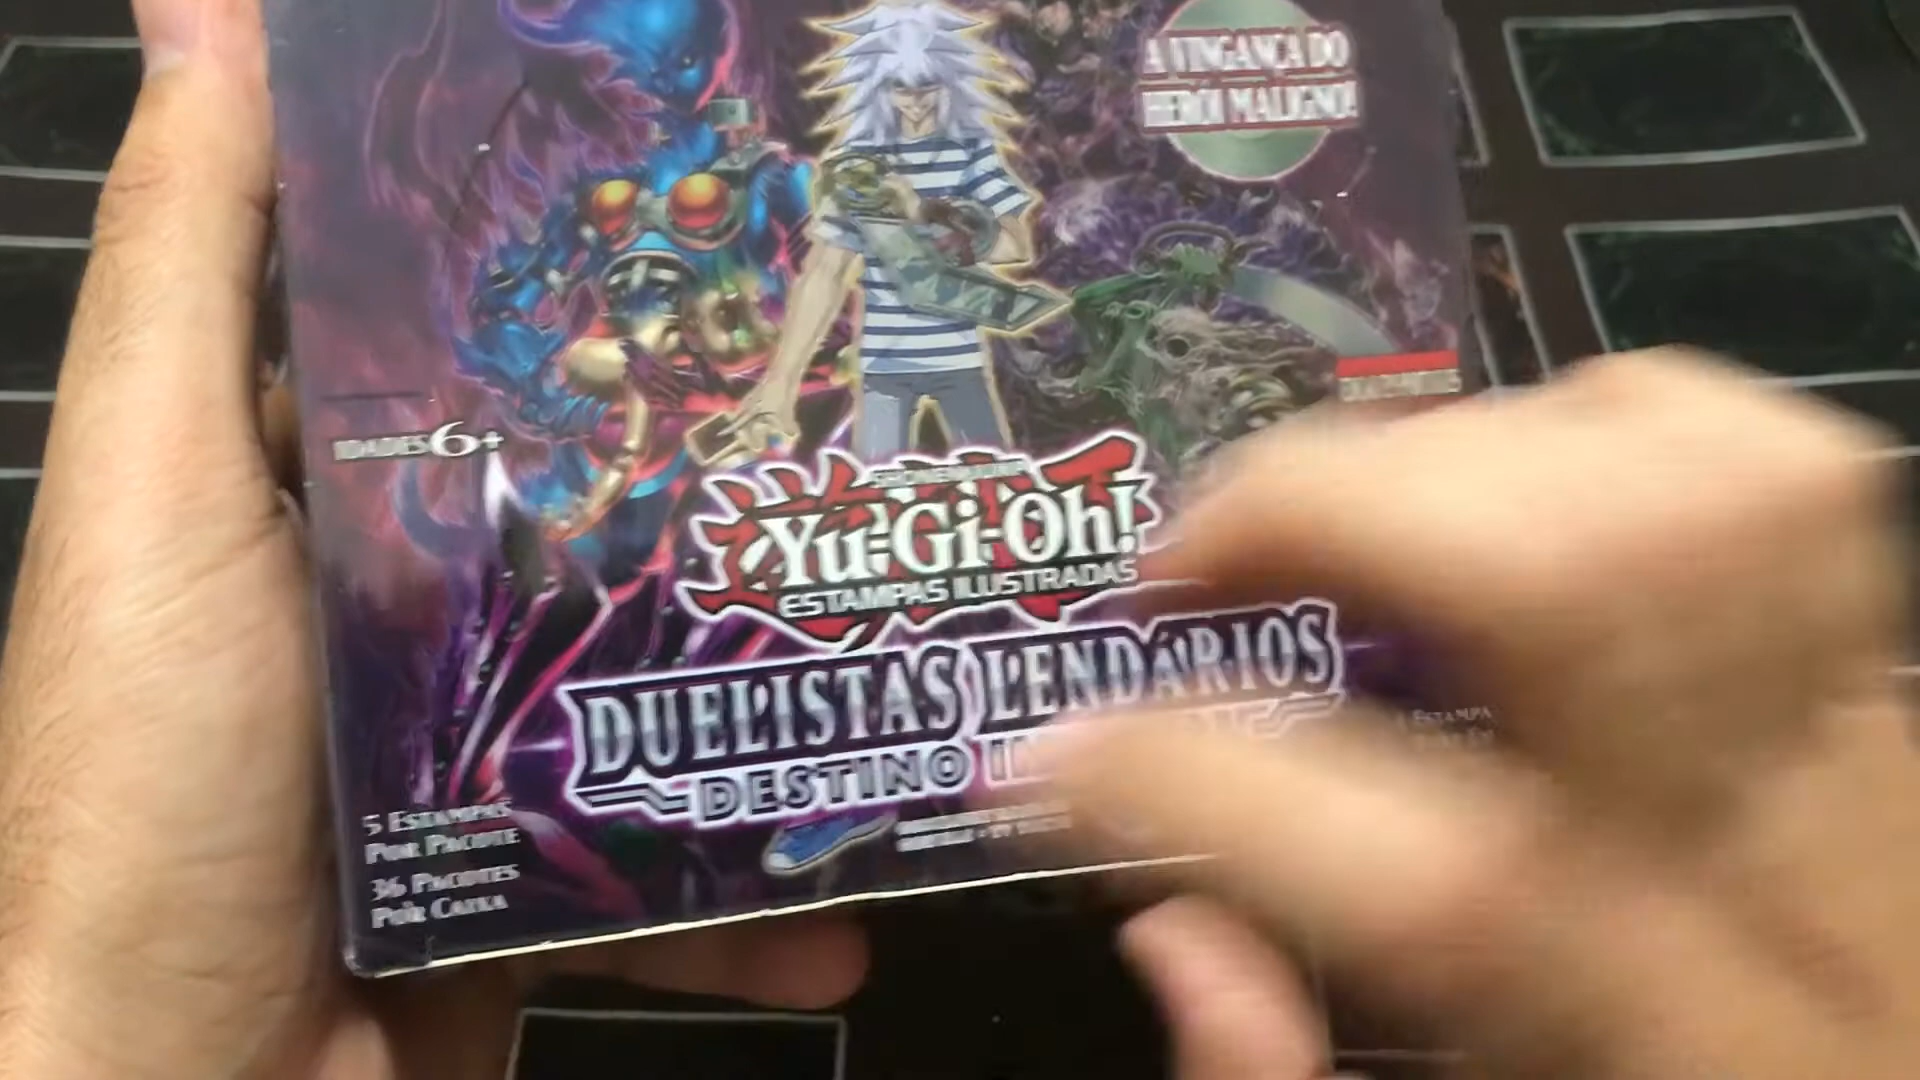 A VINGANÇA DO
HERÓI MALIGNO!
IDADES 6+
Yu-Gi-Oh!
ESTAMPAS ILUSTRADAS
DUELISTAS LENDÁRIOS
DESTINO
5 ESTAMPAS
POR PACOTE
36 PACOTES
POR CAIXA
ESTAMPA